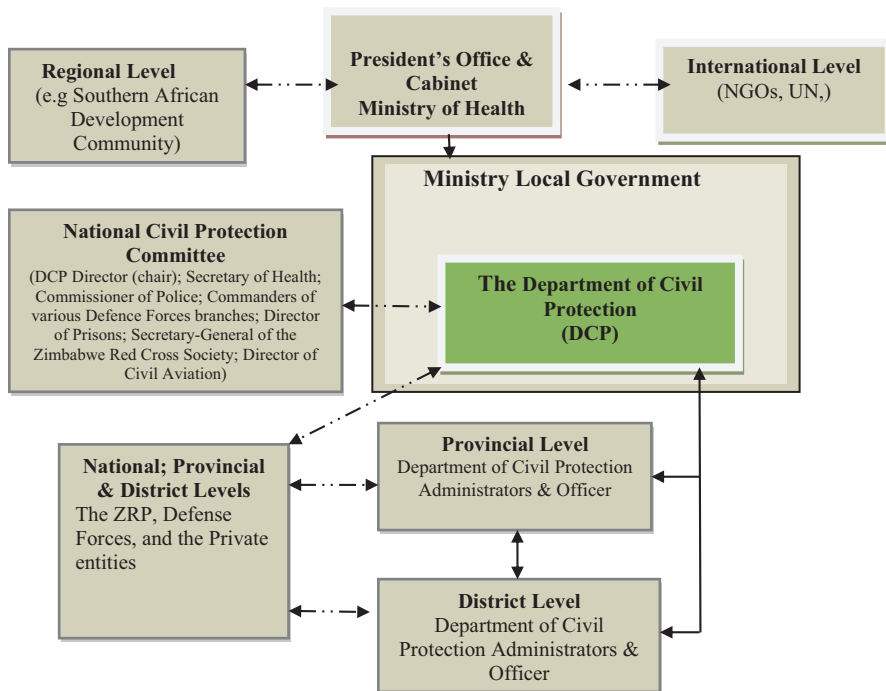 Regional Level
(e.g Southern African
Development
Community)
President’s Office &
Cabinet
Ministry of Health
International Level
(NGOs, UN,)
Ministry Local Government
National Civil Protection
Committee
(DCP Director (chair); Secretary of Health;
Commissioner of Police; Commanders of
various Defence Forces branches; Director
of Prisons; Secretary-General of the
Zimbabwe Red Cross Society; Director of
Civil Aviation)
The Department of Civil
Protection
(DCP)
National; Provincial
& District Levels
The ZRP, Defense
Forces, and the Private
entities
Provincial Level
Department of Civil Protection
Administrators & Officer
District Level
Department of Civil
Protection Administrators &
Officer